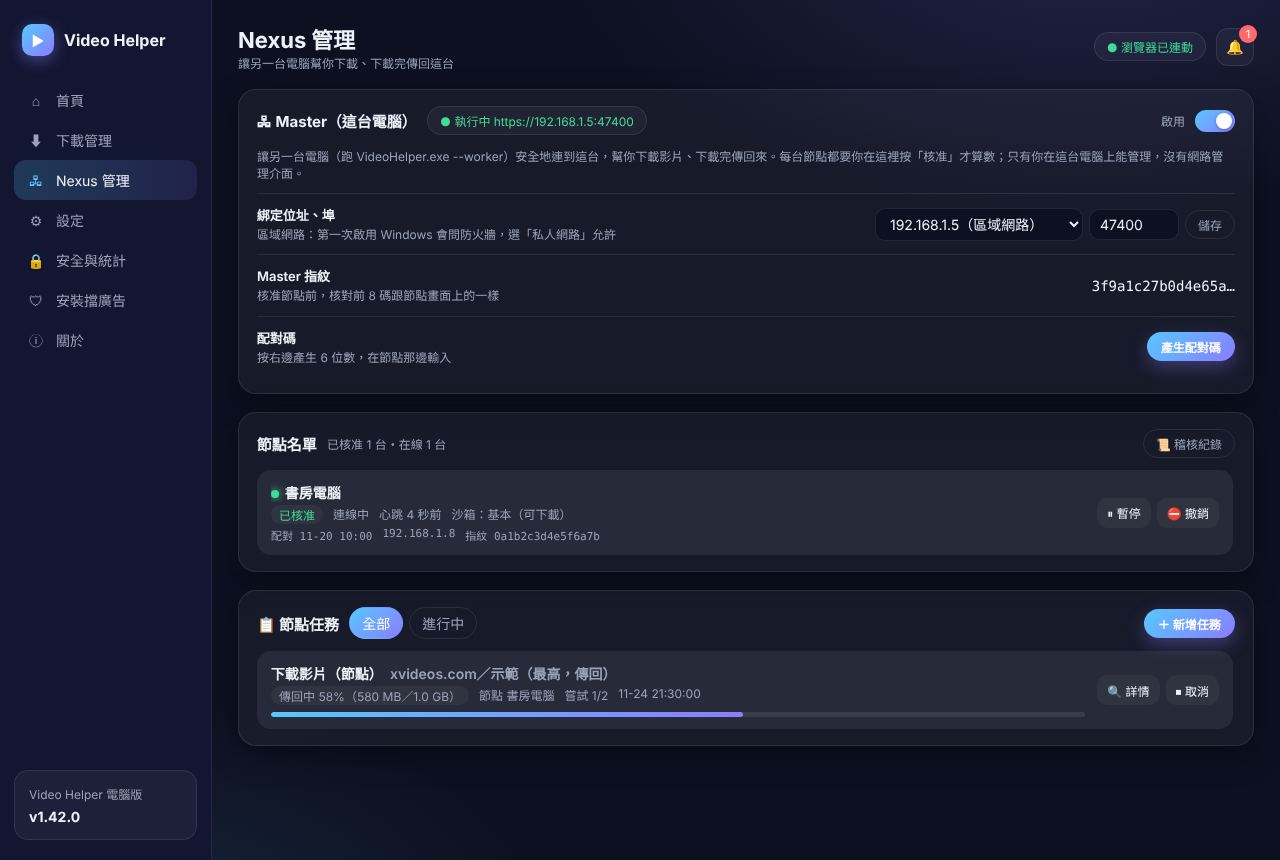 Video Helper
首頁
下載管理
Nexus 管理
設定
安全與統計
安裝擋廣告
關於
Video Helper 電腦版
v1.42.0
Nexus 管理
讓另一台電腦幫你下載、下載完傳回這台
瀏覽器已連動
1
Master（這台電腦）
執行中 https://192.168.1.5:47400
啟用
讓另一台電腦（跑 VideoHelper.exe --worker）安全地連到這台，幫你下載影片、下載完傳回來。每台節點都要你在這裡按「核准」才算數；只有你在這台電腦上能管理，沒有網路管
理介面。
綁定位址、埠
區域網路：第一次啟用 Windows 會問防火牆，選「私人網路」允許
192.168.1.5（區域網路）
47400
儲存
Master 指紋
核准節點前，核對前 8 碼跟節點畫面上的一樣
3f9a1c27b0d4e65a…
配對碼
按右邊產生 6 位數，在節點那邊輸入
產生配對碼
節點名單 已核准 1 台・在線 1 台
稽核紀錄
書房電腦
已核准 連線中 心跳 4 秒前 沙箱：基本（可下載）
配對 11-20 10:00 192.168.1.8 指紋 0a1b2c3d4e5f6a7b
暫停
撤銷
節點任務 全部 進行中
＋ 新增任務
下載影片（節點） xvideos.com／示範（最高，傳回）
傳回中 58%（580 MB／1.0 GB） 節點 書房電腦 嘗試 1/2 11-24 21:30:00
詳情
取消